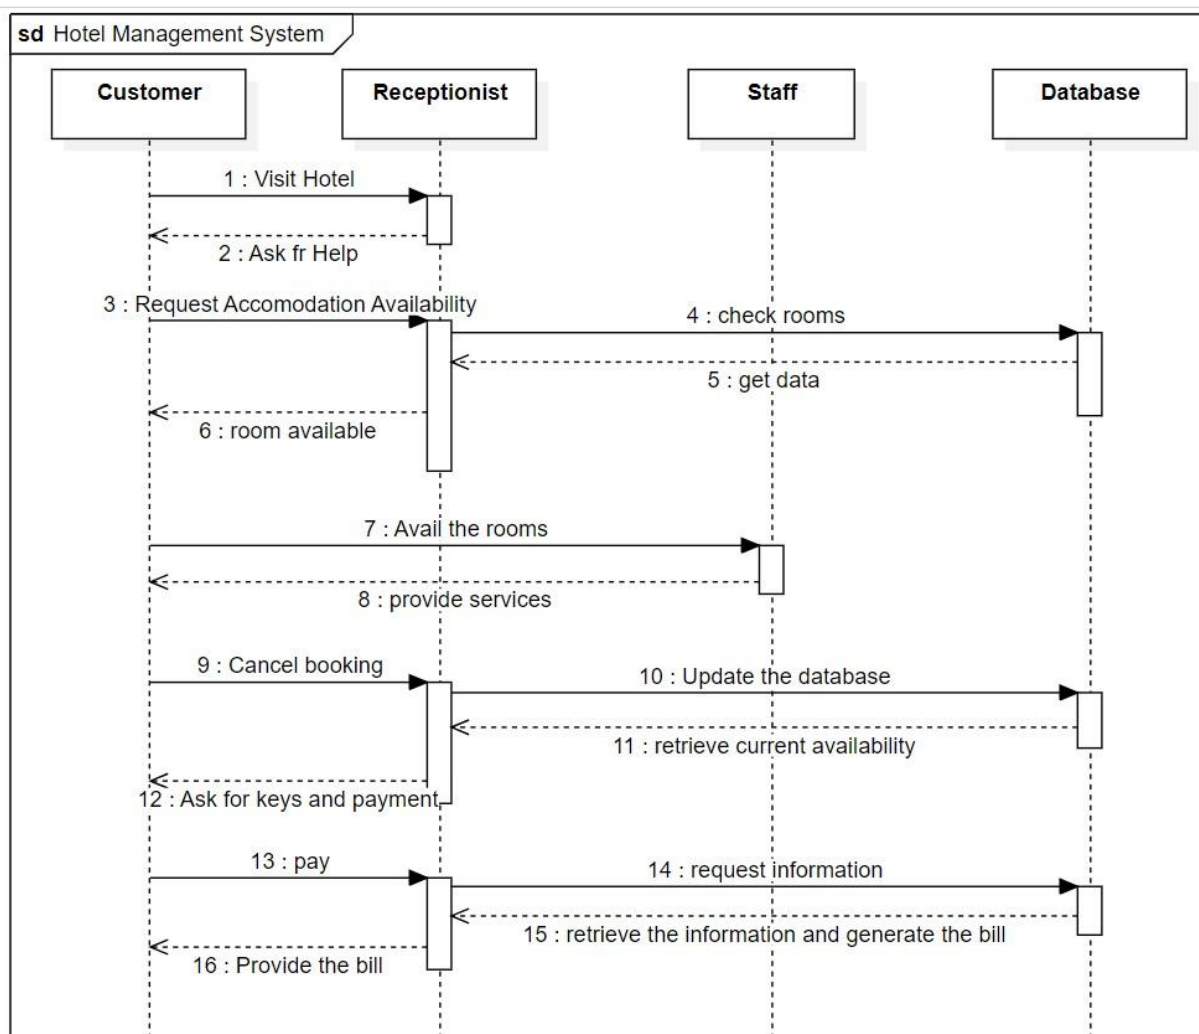 sd Hotel Management System
Customer
Receptionist
Staff
Database
1 : Visit Hotel
2 : Ask fr Help
3 : Request Accomodation Availability
4 : check rooms
5 : get data
6 : room available
7 : Avail the rooms
8 : provide services
9 : Cancel booking
10 : Update the database
11 : retrieve current availability
12 : Ask for keys and payment
13 : pay
14 : request information
15 : retrieve the information and generate the bill
16 : Provide the bill